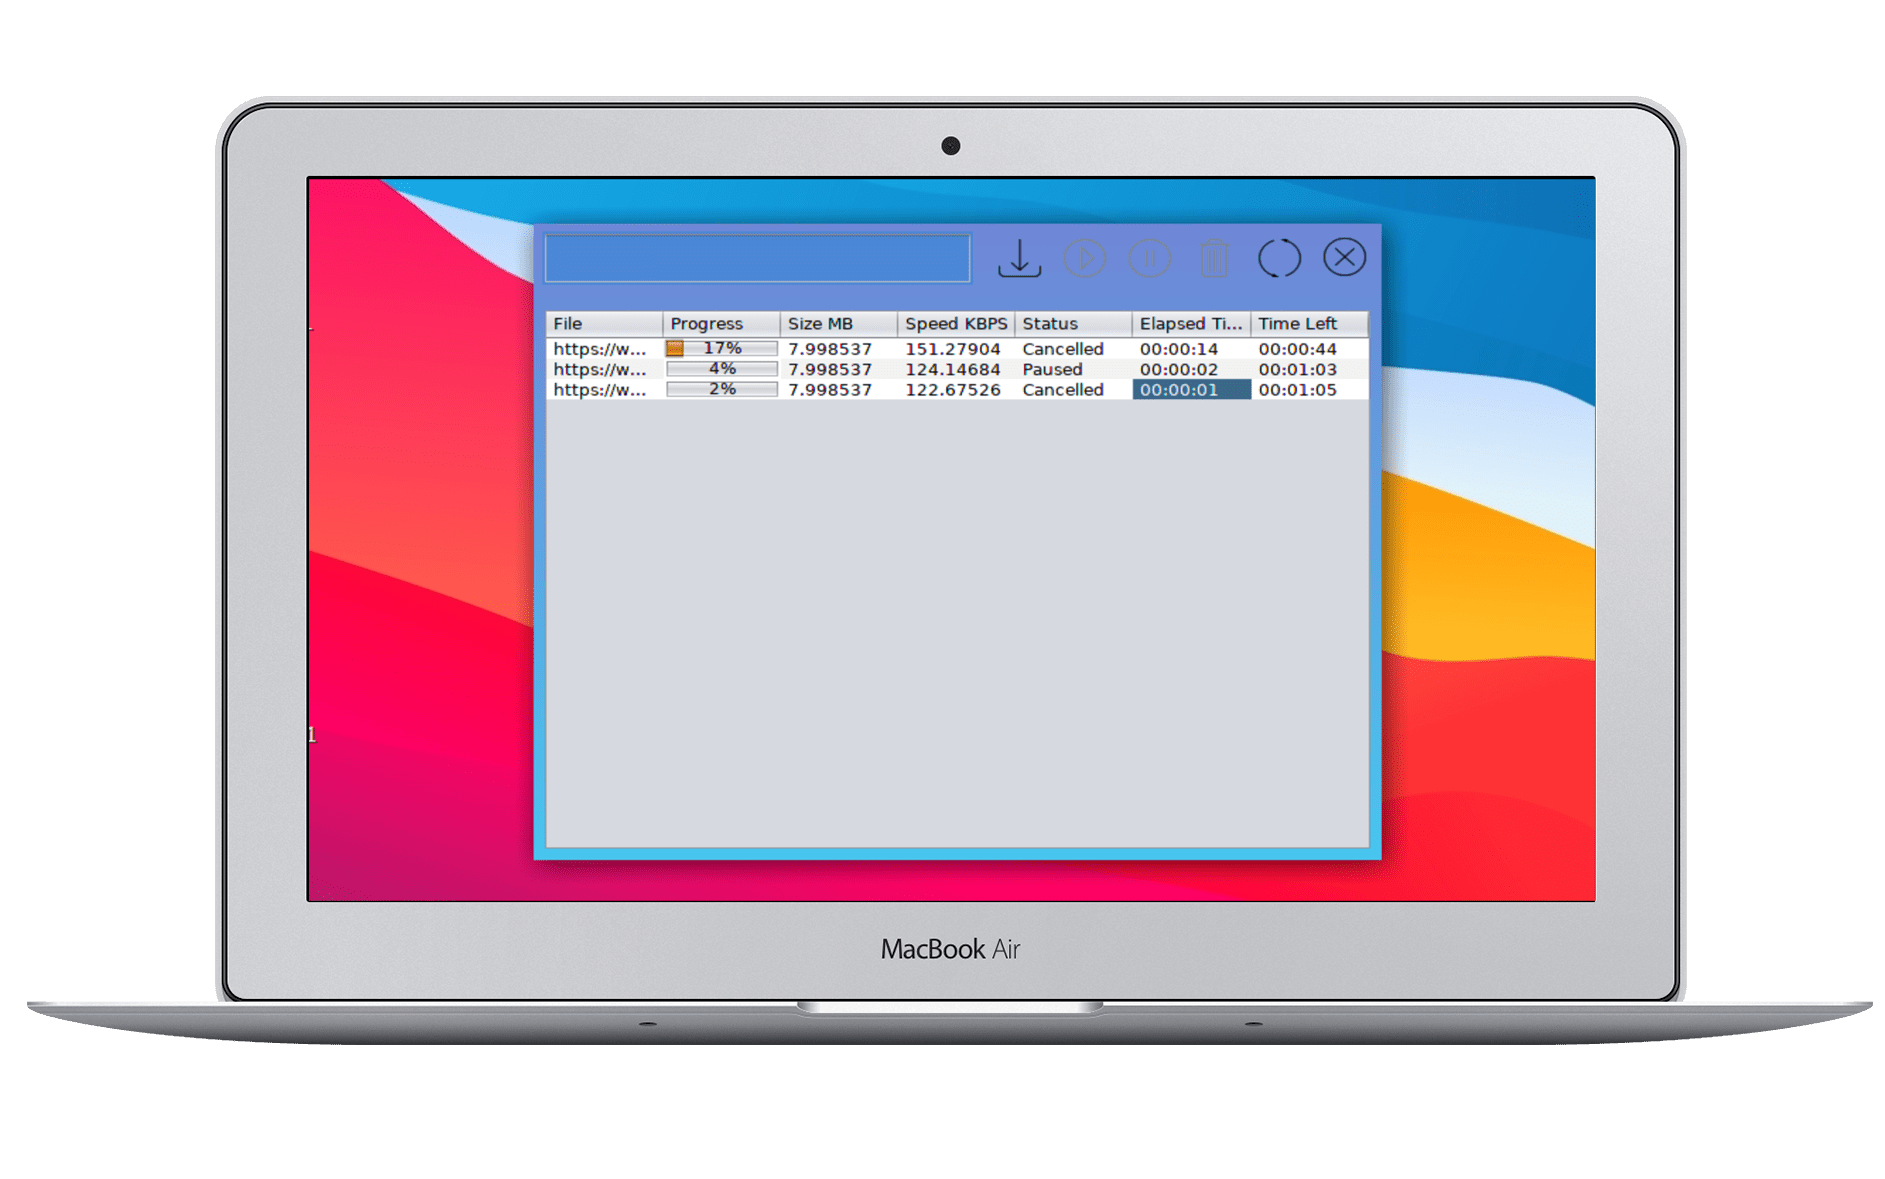 File Progress Size MB Speed KBPS Status Elapsed Ti... Time Left
https://w... 17% 7.998537 151.27904 Cancelled 00:00:14 00:00:44
https://w... 4% 7.998537 124.14684 Paused 00:00:02 00:01:03
https://w... 2% 7.998537 122.67526 Cancelled 00:00:01 00:01:05
1
MacBook Air